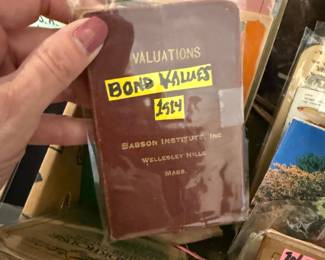 VALUATIONS
BOND VALUES
1914
BABSON INSTITUTE, INC
WELLESLEY HILLS
MASS.